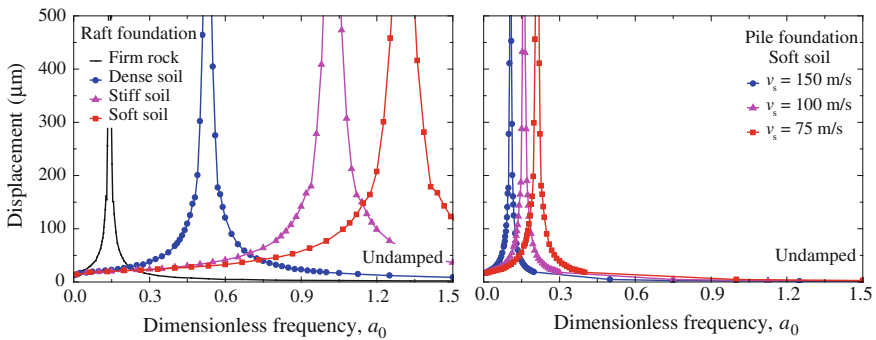 Displacement (μm)
500
400
300
200
100
0
Raft foundation
Firm rock
Dense soil
Stiff soil
Soft soil
Undamped
0.0
0.3
0.6
0.9
1.2
1.5
Dimensionless frequency, a0
Pile foundation
Soft soil
vs = 150 m/s
vs = 100 m/s
vs = 75 m/s
Undamped
0.0
0.3
0.6
0.9
1.2
1.5
Dimensionless frequency, a0